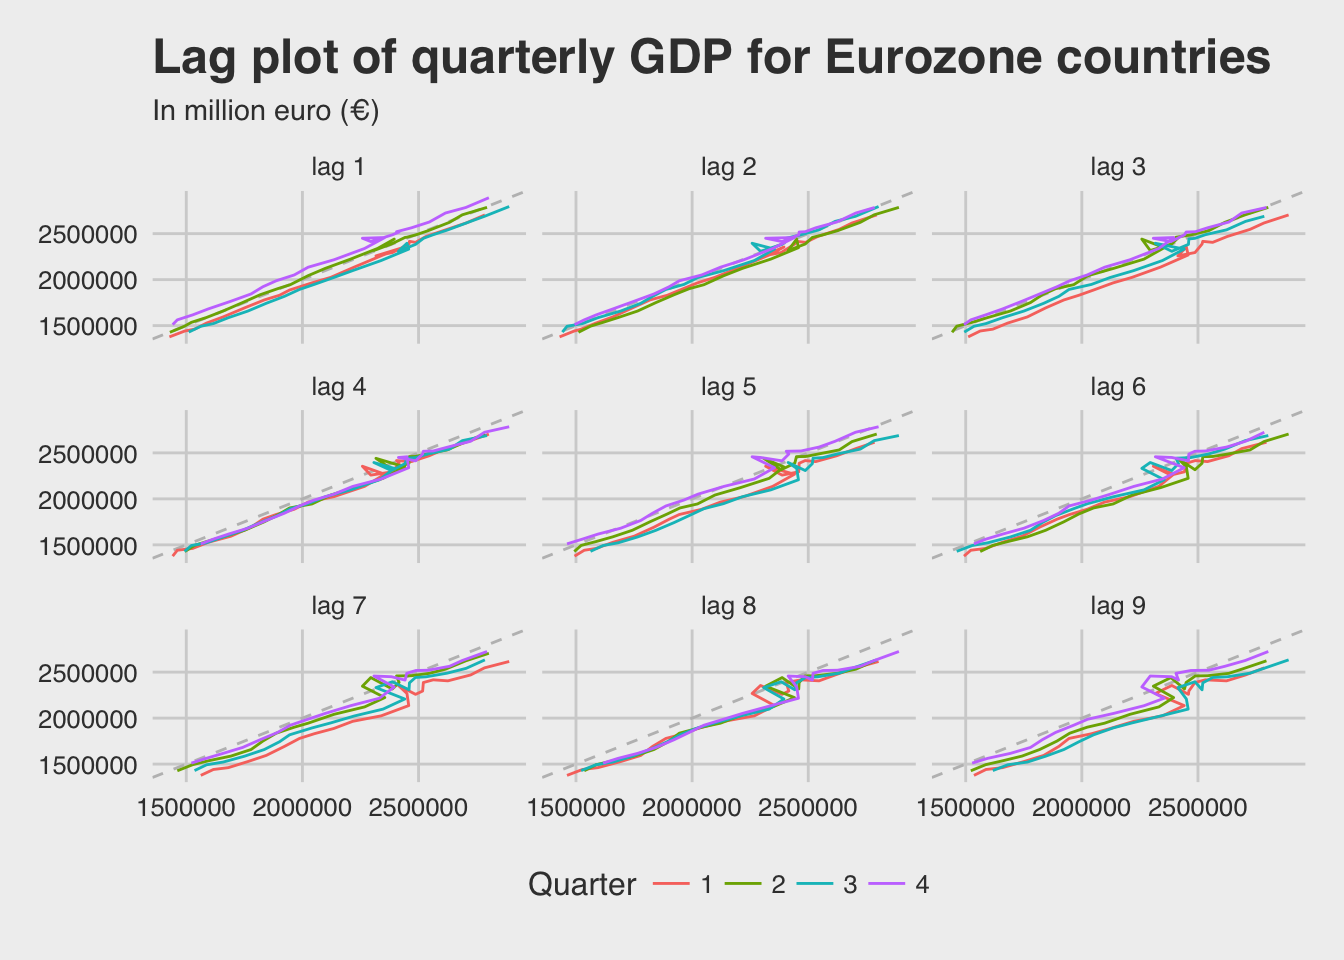 Lag plot of quarterly GDP for Eurozone countries
In million euro (€)
lag 1 lag 2 lag 3
2500000
2000000
1500000
lag 4 lag 5 lag 6
2500000
2000000
1500000
lag 7 lag 8 lag 9
2500000
2000000
1500000
1500000 2000000 2500000 1500000 2000000 2500000 1500000 2000000 2500000
Quarter 1 2 3 4